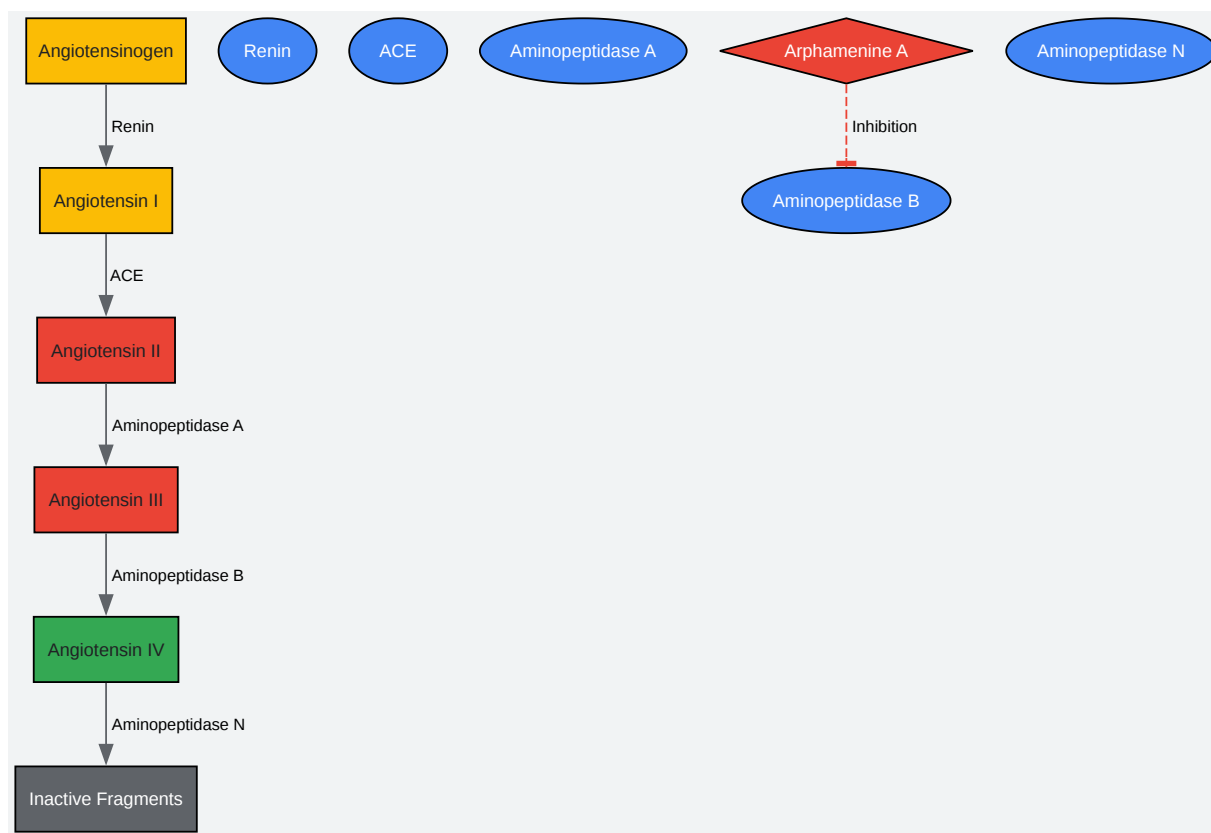 Angiotensinogen
Renin
ACE
Aminopeptidase A
Arphamenine A
Aminopeptidase N
Renin
Inhibition
Angiotensin I
Aminopeptidase B
ACE
Angiotensin II
Aminopeptidase A
Angiotensin III
Aminopeptidase B
Angiotensin IV
Aminopeptidase N
Inactive Fragments